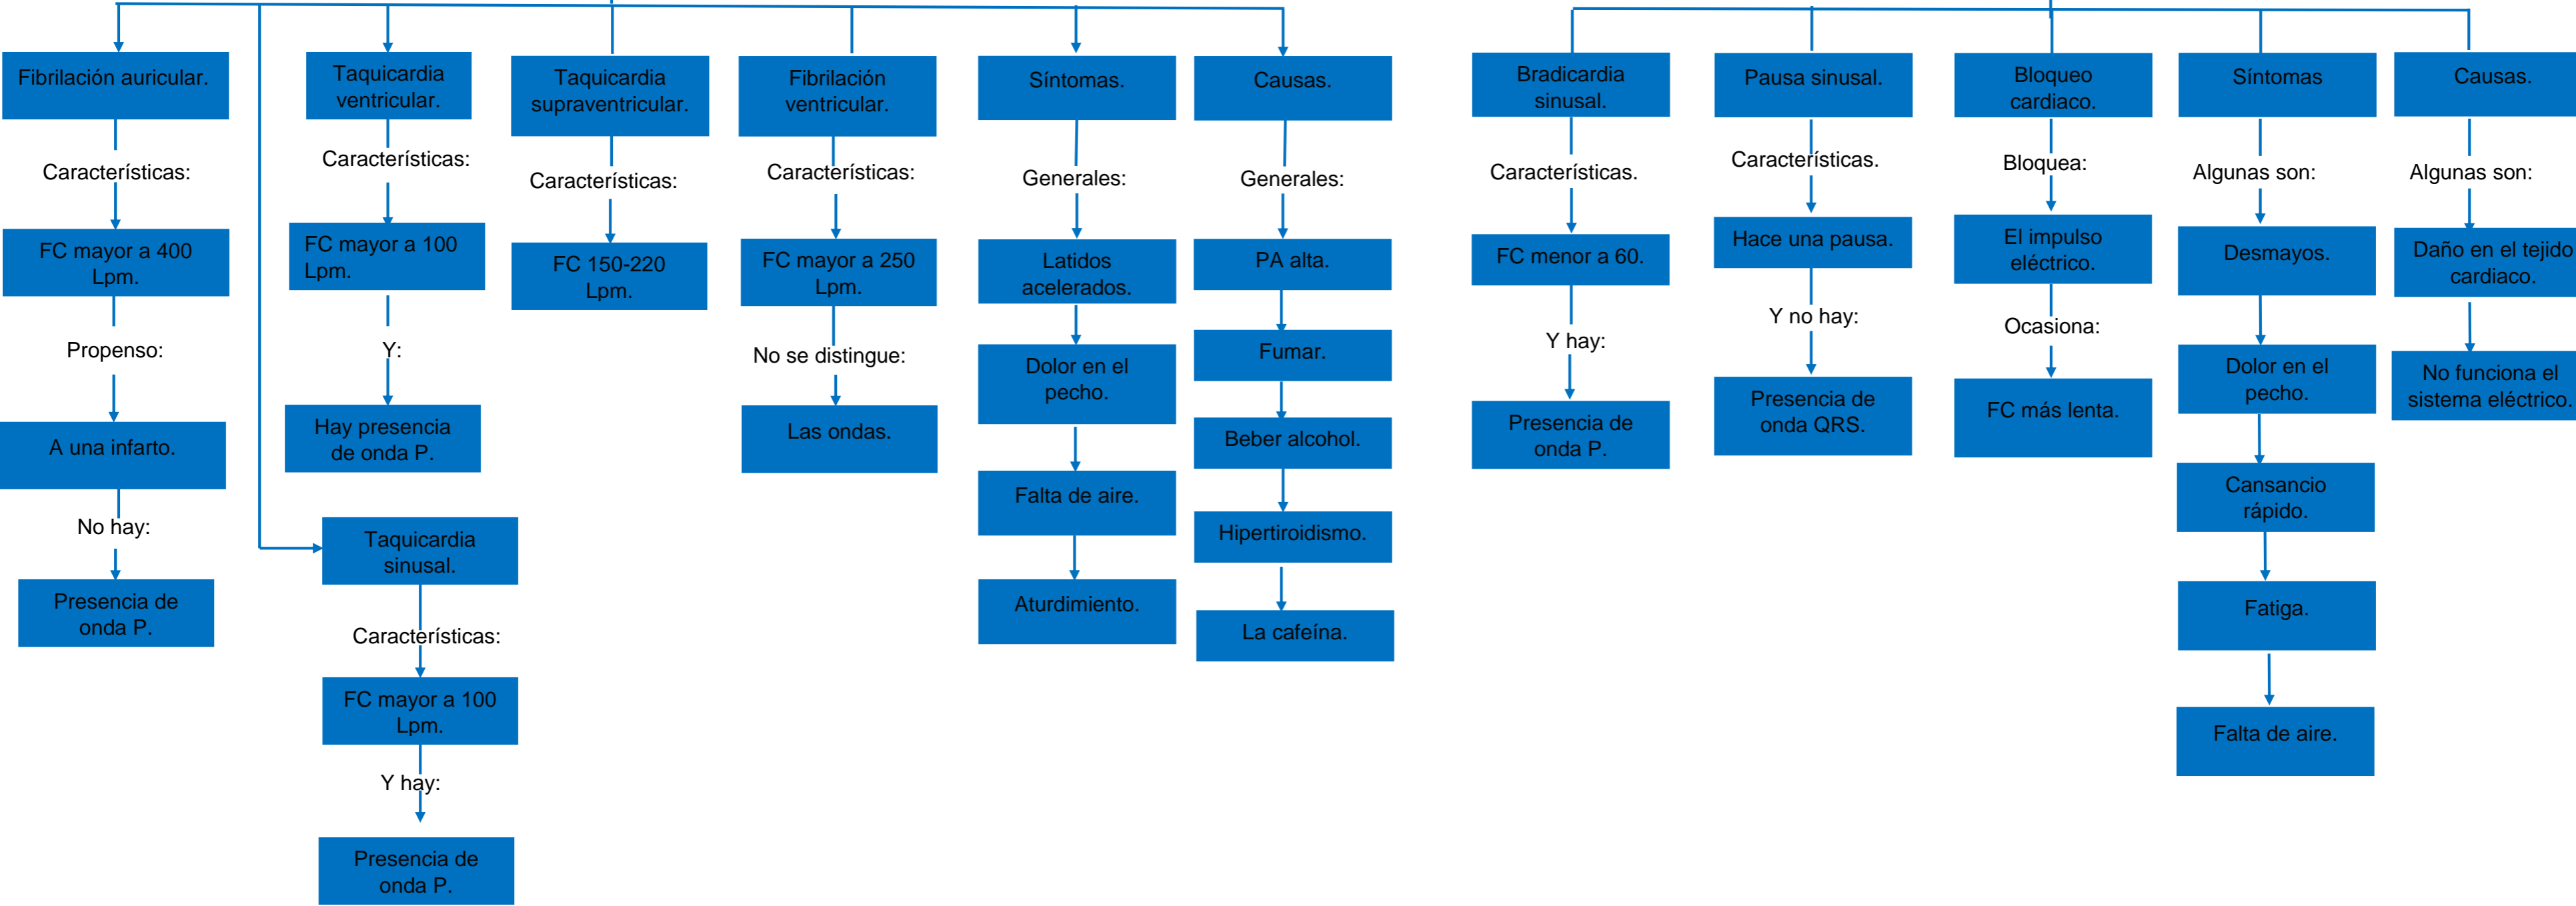 Fibrilación auricular.
Características:
FC mayor a 400
Lpm.
Propenso:
A una infarto.
No hay:
Presencia de
onda P.
Taquicardia
ventricular.
Características:
FC mayor a 100
Lpm.
Y:
Hay presencia
de onda P.
Taquicardia
sinusal.
Características:
FC mayor a 100
Lpm.
Y hay:
Presencia de
onda P.
Taquicardia
supraventricular.
Características:
FC 150-220
Lpm.
Fibrilación
ventricular.
Características:
FC mayor a 250
Lpm.
No se distingue:
Las ondas.
Síntomas.
Generales:
Latidos
acelerados.
Dolor en el
pecho.
Falta de aire.
Aturdimiento.
Causas.
Generales:
PA alta.
Fumar.
Beber alcohol.
Hipertiroidismo.
La cafeína.
Bradicardia
sinusal.
Características.
FC menor a 60.
Y hay:
Presencia de
onda P.
Pausa sinusal.
Características.
Hace una pausa.
Y no hay:
Presencia de
onda QRS.
Bloqueo
cardiaco.
Bloquea:
El impulso
eléctrico.
Ocasiona:
FC más lenta.
Síntomas
Algunas son:
Desmayos.
Dolor en el
pecho.
Cansancio
rápido.
Fatiga.
Falta de aire.
Causas.
Algunas son:
Daño en el tejido
cardiaco.
No funciona el
sistema eléctrico.